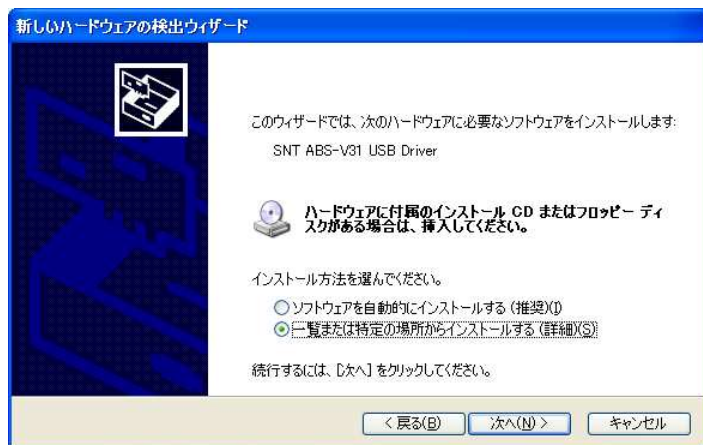 新しいハードウェアの検出ウィザード
このウィザードでは、次のハードウェアに必要なソフトウェアをインストールします:
SNT ABS-V31 USB Driver
ハードウェアに付属のインストール CD またはフロッピー ディ
スクがある場合は、挿入してください。
インストール方法を選んでください。
ソフトウェアを自動的にインストールする (推奨)(I)
一覧または特定の場所からインストールする (詳細)(S)
続行するには、[次へ] をクリックしてください。
< 戻る(B)
次へ(N) >
キャンセル